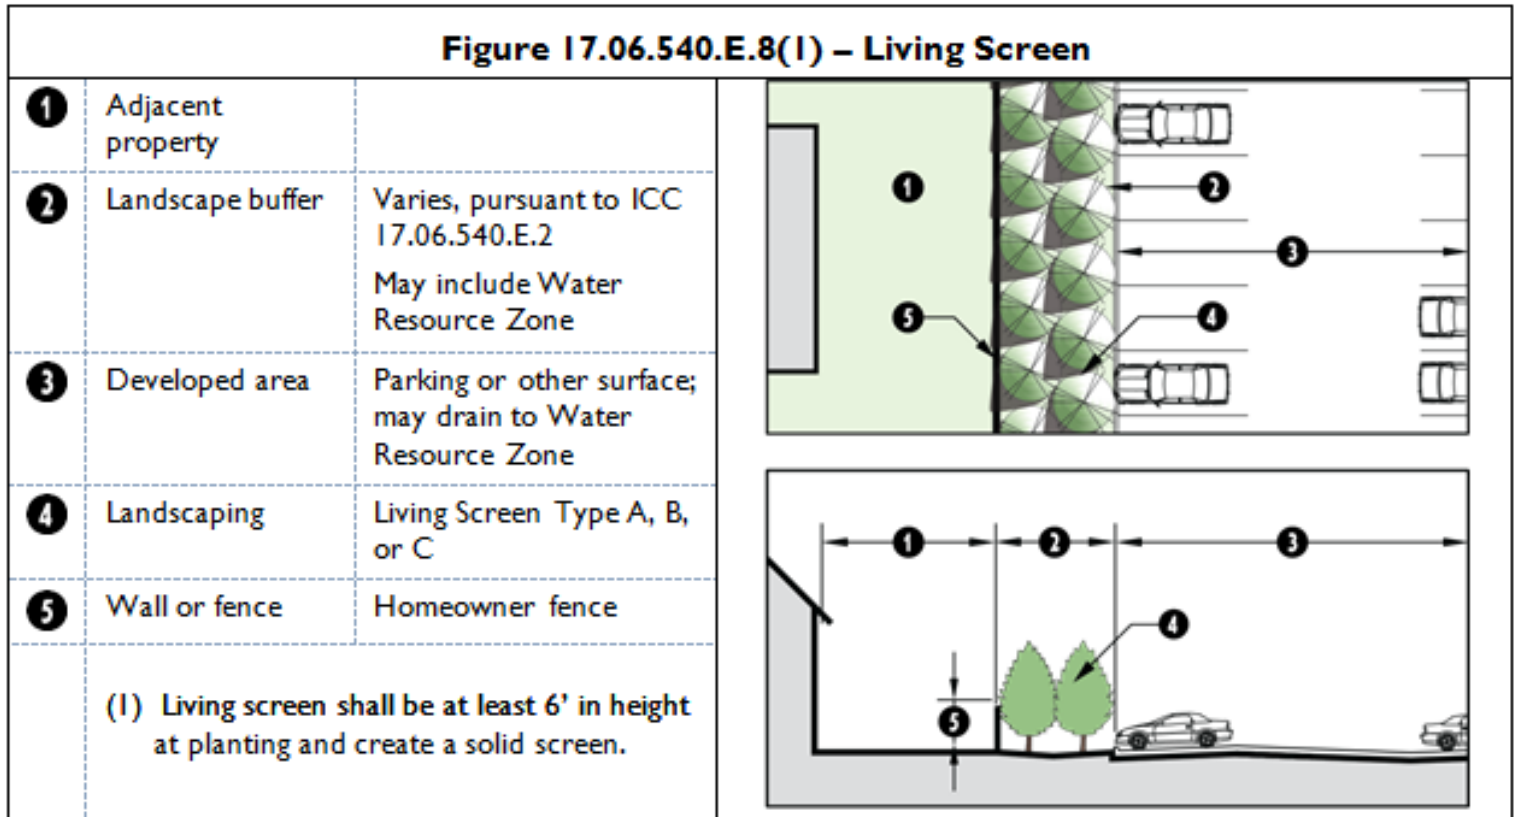 Figure 17.06.540.E.8(1) – Living Screen
1 Adjacent
property
2 Landscape buffer Varies, pursuant to ICC
17.06.540.E.2
May include Water
Resource Zone
3 Developed area Parking or other surface;
may drain to Water
Resource Zone
4 Landscaping Living Screen Type A, B,
or C
5 Wall or fence Homeowner fence
(1) Living screen shall be at least 6’ in height
at planting and create a solid screen.
1 2
3
5 4
1 2 3
4
5